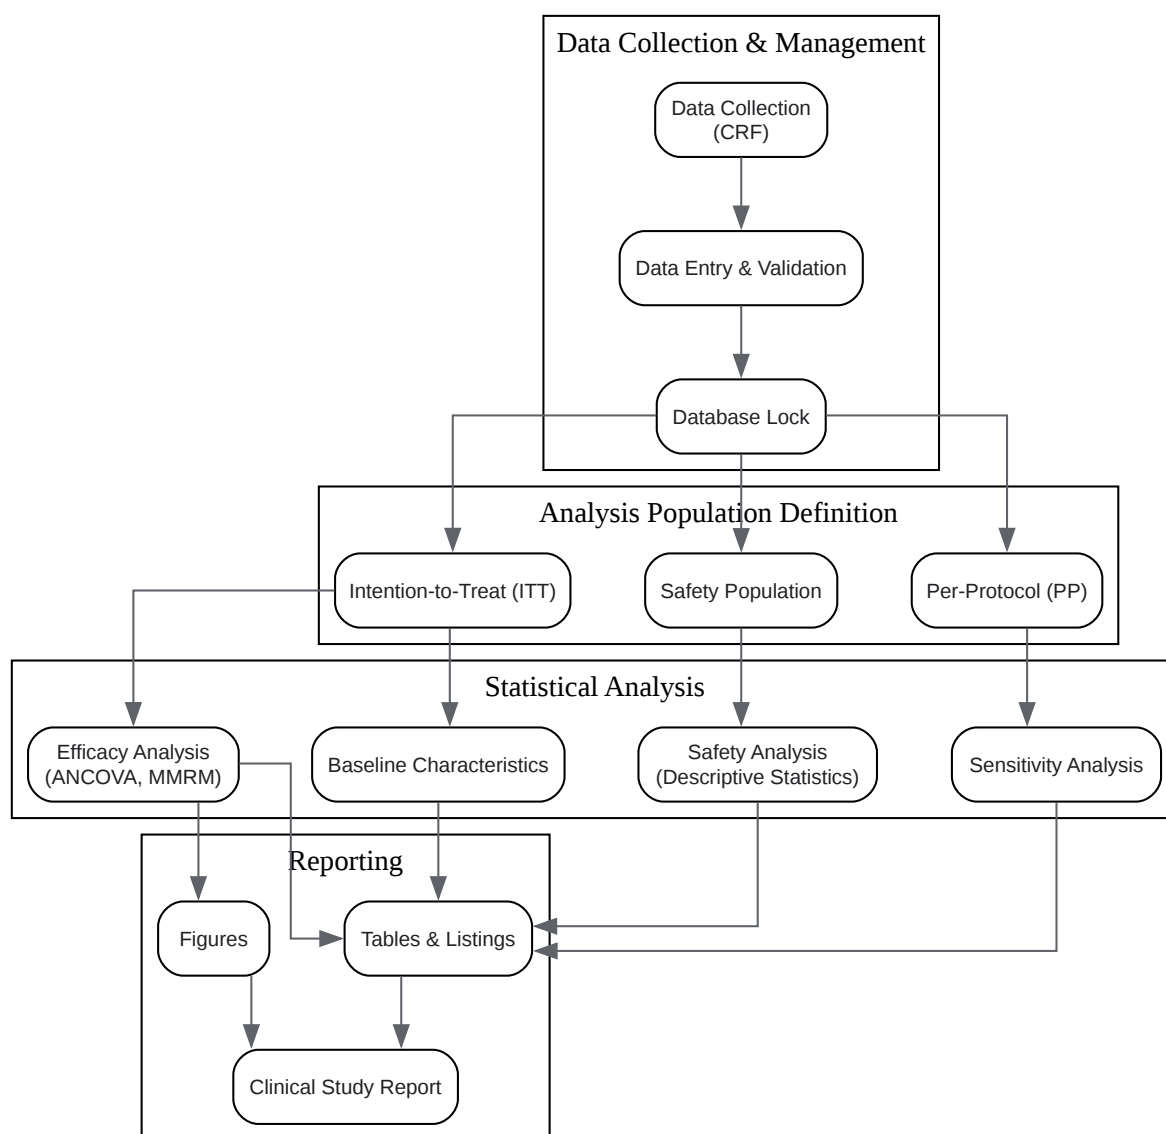 Data Collection & Management
Data Collection
(CRF)
Data Entry & Validation
Database Lock
Analysis Population Definition
Intention-to-Treat (ITT)
Safety Population
Per-Protocol (PP)
Statistical Analysis
Efficacy Analysis
(ANCOVA, MMRM)
Baseline Characteristics
Safety Analysis
(Descriptive Statistics)
Sensitivity Analysis
Reporting
Figures
Tables & Listings
Clinical Study Report